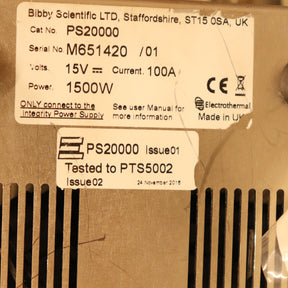 Bibby Scientific LTD, Staffordshire, ST15 0SA, UK
Cat No. PS20000
Serial No M651420 /01
Volts. 15V Current. 100A
Power. 1500W
ONLY connect to the Integrity Power Supply
See user Manual for more information
CE
Electrothermal
Made in UK
PS20000 Issue01
Tested to PTS5002
Issue02 24 November 2015